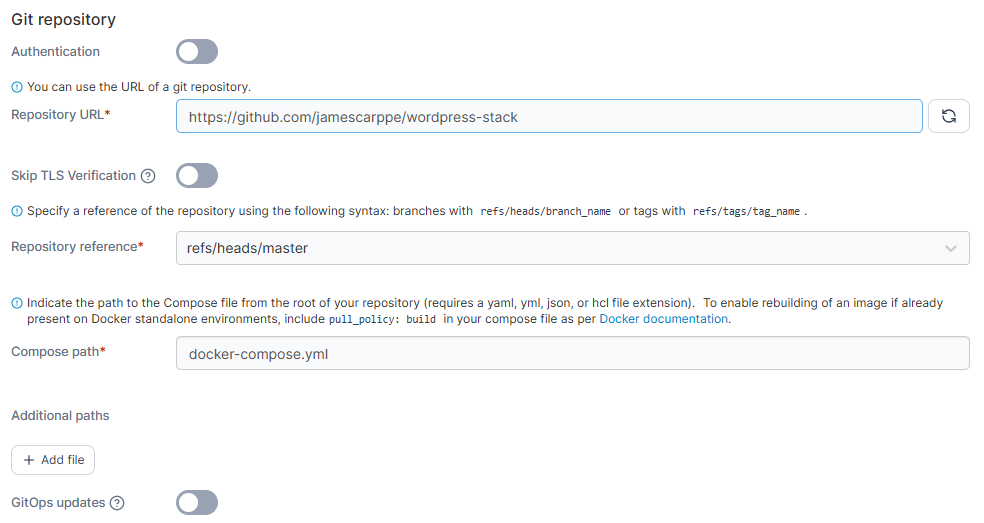 Git repository
Authentication
You can use the URL of a git repository.
Repository URL*
https://github.com/jamescarppe/wordpress-stack
Skip TLS Verification
Specify a reference of the repository using the following syntax: branches with refs/heads/branch_name or tags with refs/tags/tag_name .
Repository reference*
refs/heads/master
Indicate the path to the Compose file from the root of your repository (requires a yaml, yml, json, or hcl file extension). To enable rebuilding of an image if already
present on Docker standalone environments, include pull_policy: build in your compose file as per Docker documentation.
Compose path*
docker-compose.yml
Additional paths
+ Add file
GitOps updates